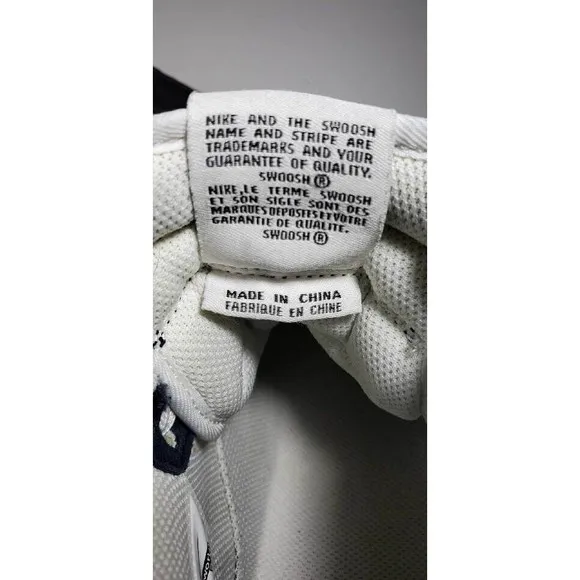 NIKE AND THE SWOOSH
NAME AND STRIPE ARE
TRADEMARKS AND YOUR
GUARANTEE OF QUALITY.
SWOOSH ®
NIKE,LE TERME SWOOSH
ET SON SIGLE SONT DES
MARQUES DEPOSÉES ET VOTRE
GARANTIE DE QUALITE.
SWOOSH ®
MADE IN CHINA
FABRIQUE EN CHINE